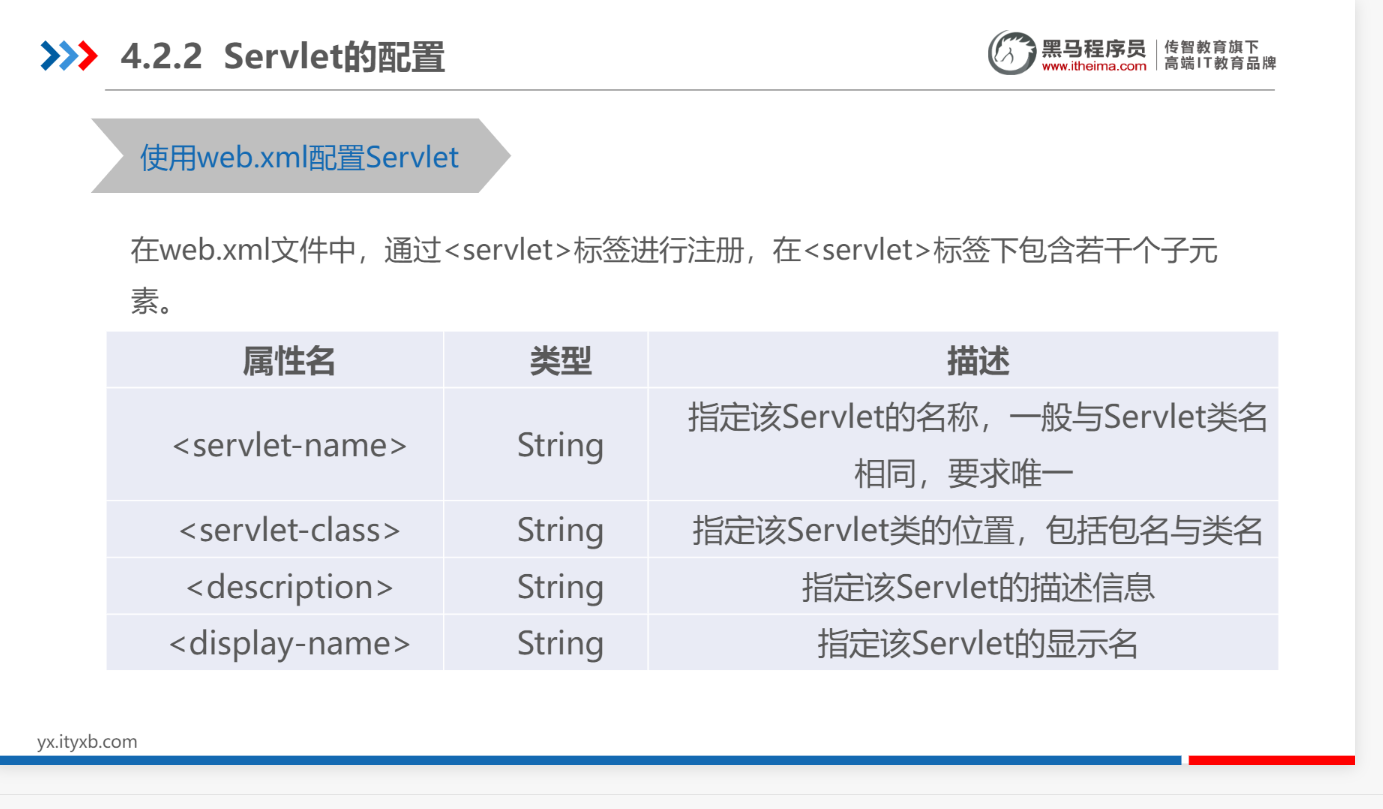 4.2.2 Servlet的配置
黑马程序员
www.itheima.com
传智教育旗下
高端IT教育品牌
使用web.xml配置Servlet
在web.xml文件中，通过<servlet>标签进行注册，在<servlet>标签下包含若干个子元
素。
属性名 类型 描述
<servlet-name> String 指定该Servlet的名称，一般与Servlet类名
相同，要求唯一
<servlet-class> String 指定该Servlet类的位置，包括包名与类名
<description> String 指定该Servlet的描述信息
<display-name> String 指定该Servlet的显示名
yx.ityxb.com